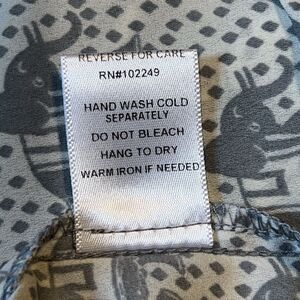 REVERSE FOR CARE
RN#102249
HAND WASH COLD
SEPARATELY
DO NOT BLEACH
HANG TO DRY
WARM IRON IF NEEDED